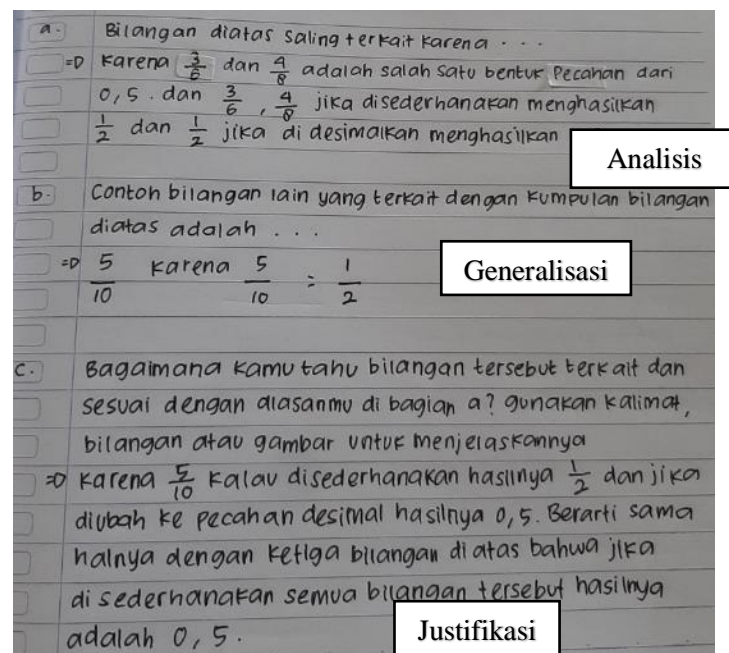 a. Bilangan diatas saling terkait karena . . .
=D karena 3/6 dan 4/8 adalah salah satu bentuk Pecahan dari
0,5 . dan 3/6 , 4/8 jika disederhanakan menghasilkan
1/2 dan 1/2 jika di desimalkan menghasilkan
Analisis
b. Contoh bilangan lain yang terkait dengan kumpulan bilangan
diatas adalah . . .
=D 5/10 karena 5/10 = 1/2
Generalisasi
c. Bagaimana kamu tahu bilangan tersebut terkait dan
sesuai dengan alasanmu di bagian a? gunakan kalimat,
bilangan atau gambar untuk menjelaskannya
=D karena 5/10 kalau disederhanakan hasilnya 1/2 dan jika
diubah ke pecahan desimal hasilnya 0,5. Berarti sama
halnya dengan ketiga bilangan di atas bahwa jika
di sederhanakan semua bilangan tersebut hasilnya
adalah 0,5.
Justifikasi